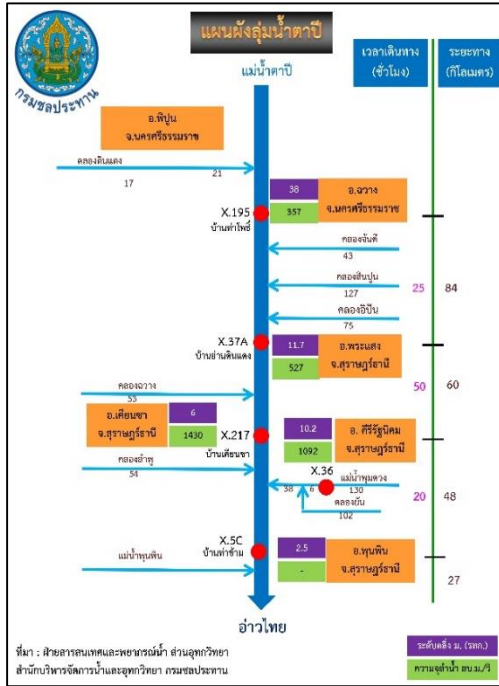 แผนผังลุ่มน้ำตาปี
เวลาเดินทาง
(ชั่วโมง)
ระยะทาง
(กิโลเมตร)
กรมชลประทาน
แม่น้ำตาปี
อ.พิปูน
จ.นครศรีธรรมราช
คลองดินแดง
21
17
38
357
อ.ฉวาง
จ.นครศรีธรรมราช
X.195
บ้านท่าโพธิ์
คลองจันดี
43
คลองสินปุน
127
25
84
คลองอิปัน
75
X.37A
บ้านย่านดินแดง
11.7
527
อ.พระแสง
จ.สุราษฎร์ธานี
คลองฉวาง
53
50
60
อ.เคียนซา
จ.สุราษฎร์ธานี
6
1430
X.217
บ้านเคียนซา
10.2
1092
อ. คีรีรัฐนิคม
จ.สุราษฎร์ธานี
คลองลำพู
54
X.36
แม่น้ำพุมดวง
38
6
130
คลองยัน
102
20
48
X.5C
บ้านท่าข้าม
2.5
-
อ.พุนพิน
จ.สุราษฎร์ธานี
แม่น้ำพุนพิน
27
อ่าวไทย
ที่มา : ฝ่ายสารสนเทศและพยากรณ์น้ำ ส่วนอุทกวิทยา
สำนักบริหารจัดการน้ำและอุทกวิทยา กรมชลประทาน
ระดับตลิ่ง ม. (รทก.)
ความจุลำน้ำ ลบ.ม./วิ